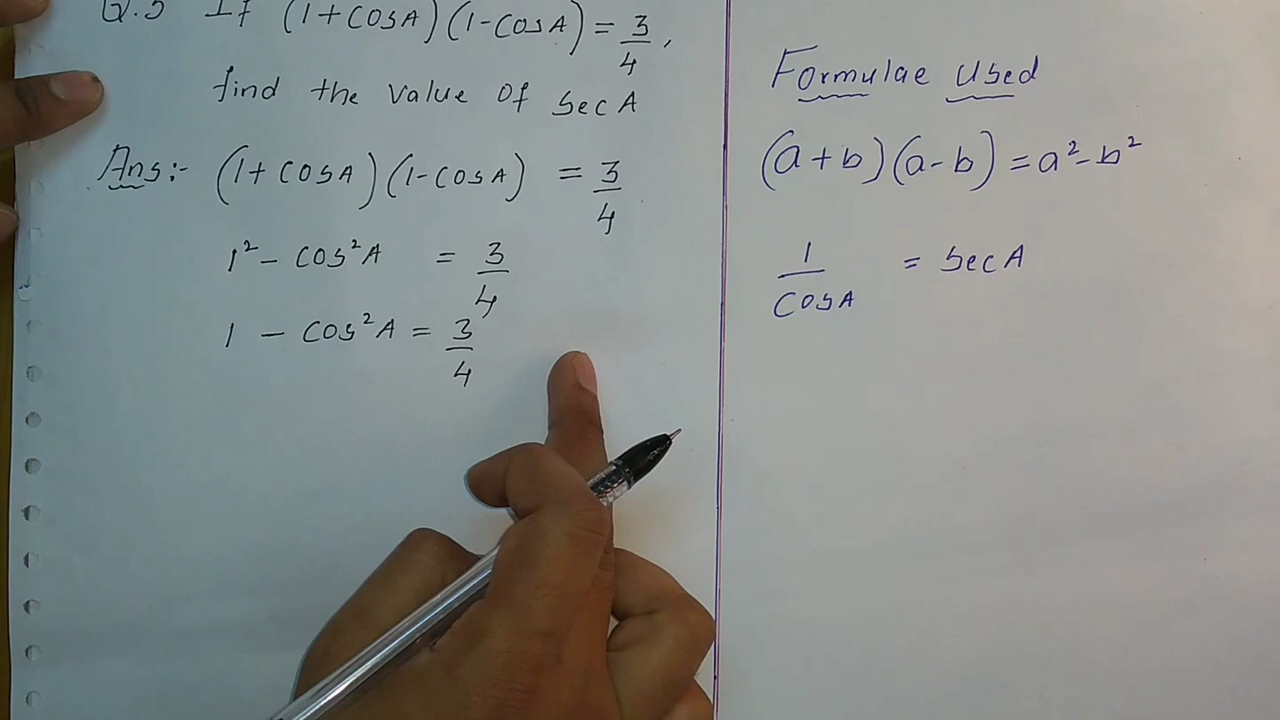 Q.5 If (1+COSA)(1-COSA) = 3/4,
find the value of secA
Ans:- (1+COSA)(1-COSA) = 3/4
1² - COS²A = 3/4
1 - COS²A = 3/4
Formulae Used
(a+b)(a-b) = a²-b²
1/COSA = SecA